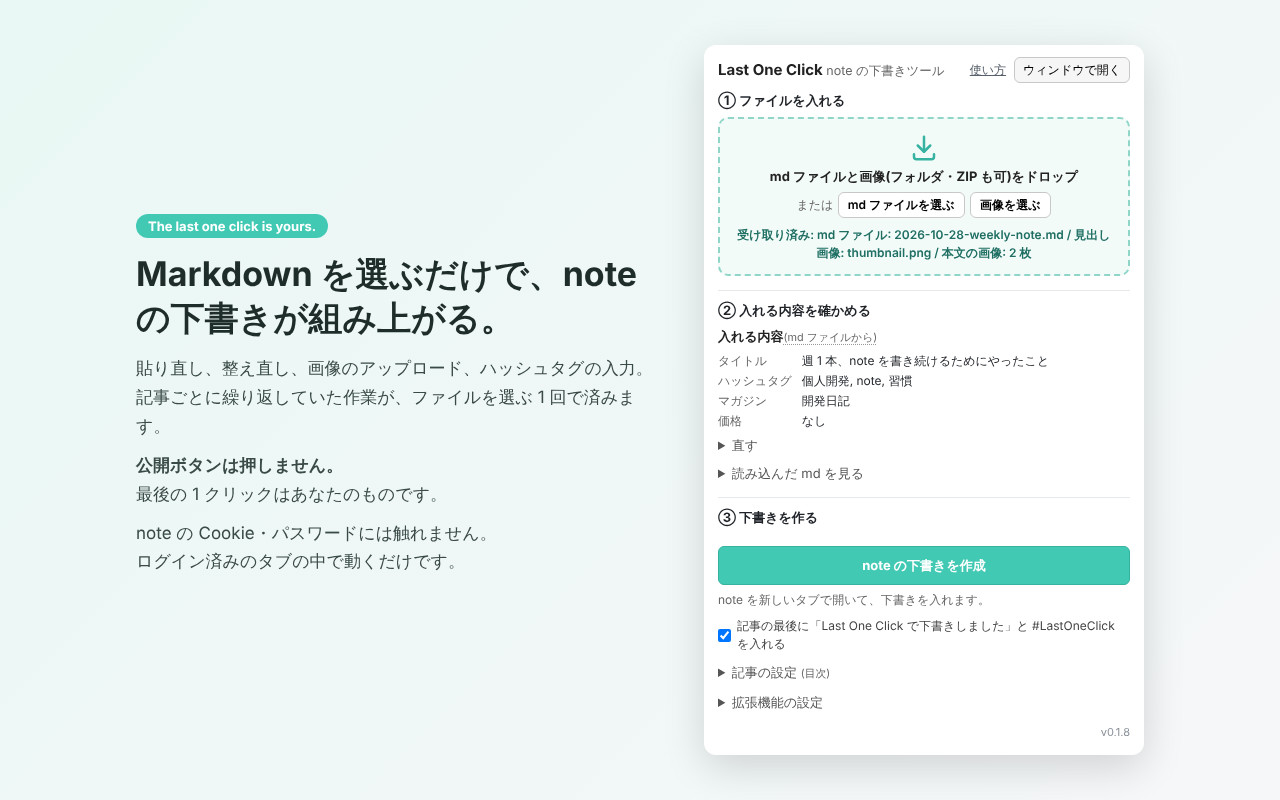 The last one click is yours.
Markdown を選ぶだけで、note
の下書きが組み上がる。
貼り直し、整え直し、画像のアップロード、ハッシュタグの入力。
記事ごとに繰り返していた作業が、ファイルを選ぶ 1 回で済みま
す。
公開ボタンは押しません。
最後の 1 クリックはあなたのものです。
note の Cookie・パスワードには触れません。
ログイン済みのタブの中で動くだけです。
Last One Click note の下書きツール 使い方 ウィンドウで開く
① ファイルを入れる
md ファイルと画像(フォルダ・ZIP も可)をドロップ
または md ファイルを選ぶ 画像を選ぶ
受け取り済み: md ファイル: 2026-10-28-weekly-note.md / 見出し
画像: thumbnail.png / 本文の画像: 2 枚
② 入れる内容を確かめる
入れる内容(md ファイルから)
タイトル 週 1 本、note を書き続けるためにやったこと
ハッシュタグ 個人開発, note, 習慣
マガジン 開発日記
価格 なし
▶ 直す
▶ 読み込んだ md を見る
③ 下書きを作る
note の下書きを作成
note を新しいタブで開いて、下書きを入れます。
記事の最後に「Last One Click で下書きしました」と #LastOneClick
を入れる
▶ 記事の設定 (目次)
▶ 拡張機能の設定
v0.1.8